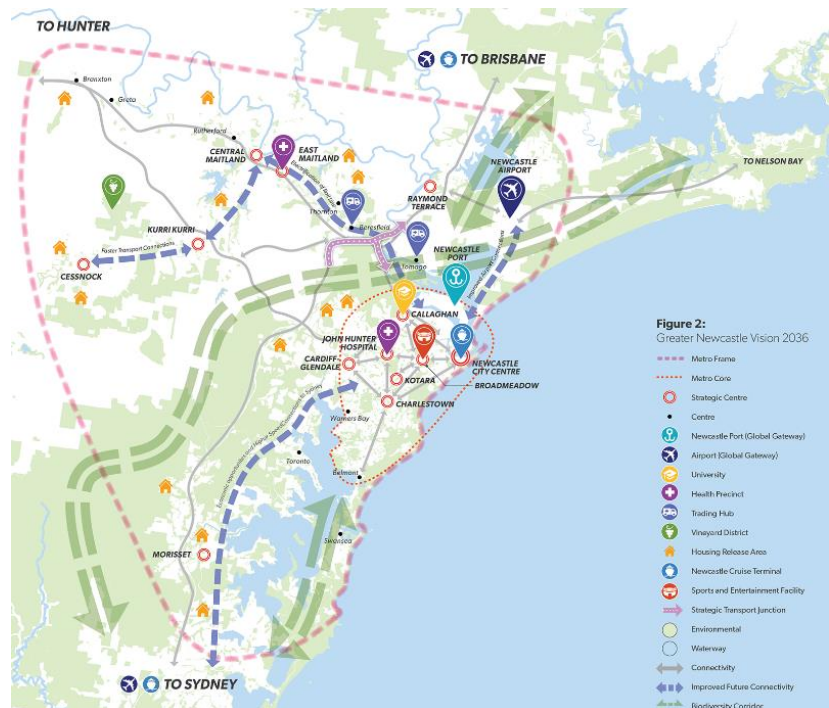 TO HUNTER
TO BRISBANE
Branxton
Greta
Rutherford
CENTRAL
MAITLAND
EAST
MAITLAND
NEWCASTLE
AIRPORT
TO NELSON BAY
RAYMOND
TERRACE
Thornton
Beresfield
KURRI KURRI
Faster Transport Connections
CESSNOCK
NEWCASTLE
PORT
Tomago
CALLAGHAN
JOHN HUNTER
HOSPITAL
CARDIFF
GLENDALE
NEWCASTLE
CITY CENTRE
KOTARA
BROADMEADOW
CHARLESTOWN
Warners Bay
Toronto
Belmont
Swansea
MORISSET
TO SYDNEY
Figure 2:
Greater Newcastle Vision 2036
Metro Frame
Metro Core
Strategic Centre
Centre
Newcastle Port (Global Gateway)
Airport (Global Gateway)
University
Health Precinct
Trading Hub
Vineyard District
Housing Release Area
Newcastle Cruise Terminal
Sports and Entertainment Facility
Strategic Transport Junction
Environmental
Waterway
Connectivity
Improved Future Connectivity
Biodiversity Corridor